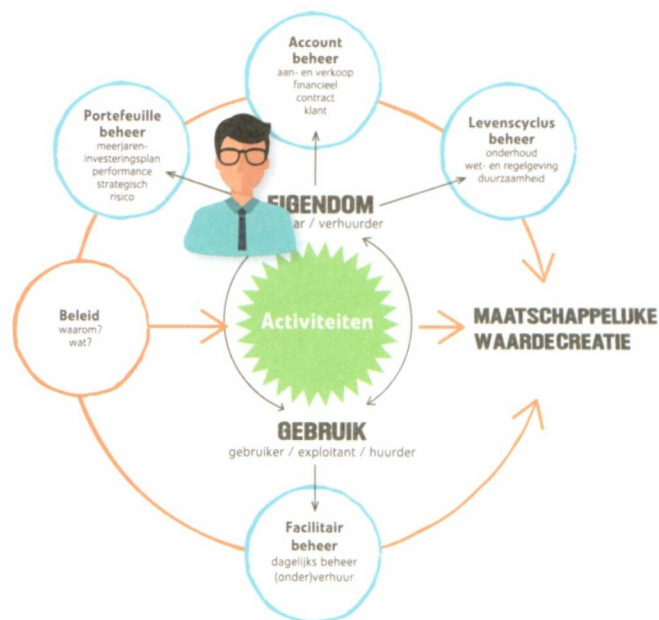 Account
beheer
aan- en verkoop
financieel
contract
klant
Portefeuille
beheer
meerjaren-
investeringsplan
performance
strategisch
risico
Levenscyclus
beheer
onderhoud
wet- en regelgeving
duurzaamheid
EIGENDOM
/ verhuurder
Beleid
waarom?
wat?
Activiteiten
MAATSCHAPPELIJKE
WAARDECREATIE
GEBRUIK
gebruiker / exploitant / huurder
Facilitair
beheer
dagelijks beheer
(onder)verhuur